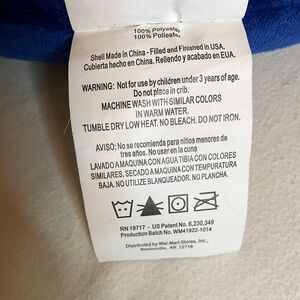 100% Polyester
100% Poliester
Shell Made in China - Filled and Finished in USA.
Cubierta hecho en China. Relleno y acabado en EUA.
WARNING: Not for use by children under 3 years of age.
Do not place in crib.
MACHINE WASH WITH SIMILAR COLORS
IN WARM WATER.
TUMBLE DRY LOW HEAT. NO BLEACH. DO NOT IRON.
AVISO: No se recomienda para niños menores de
tres años. No usar en la cuna
LAVADO A MAQUINA CON AGUA TIBIA CON COLORES
SIMILARES. SECADO A MAQUINA CON TEMPERATURA
BAJA. NO UTILIZE BLANQUEADOR. NO PLANCHA.
RN 19717 - US Patent No. 6,230,349
Production Batch No. WM41922-1014
Distributed by Wal-Mart Stores, Inc.,
Bentonville, AR 72716